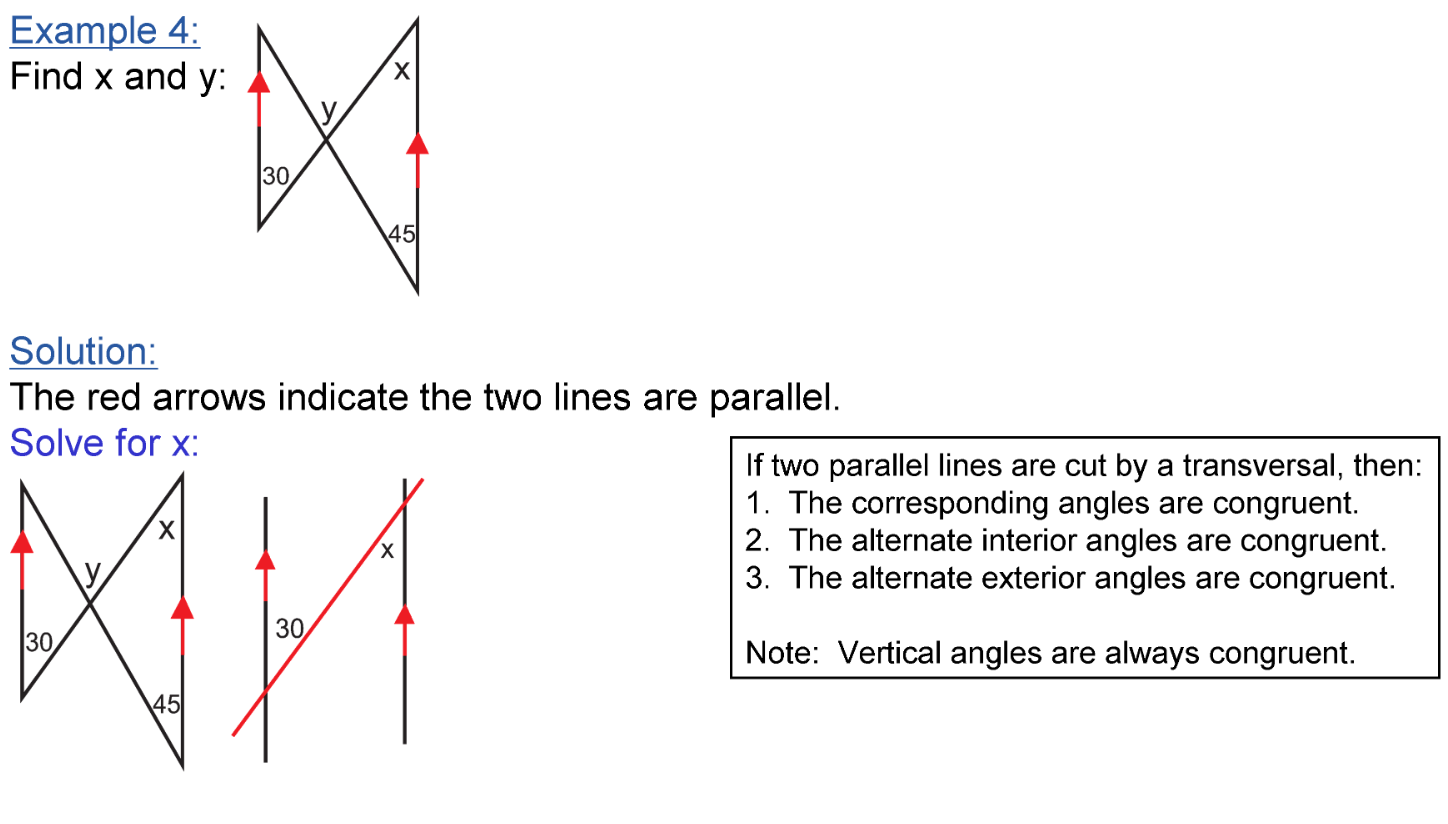 Example 4:
Find x and y:
x
y
30
45
Solution:
The red arrows indicate the two lines are parallel.
Solve for x:
x
y
30
45
x
30
If two parallel lines are cut by a transversal, then:
1. The corresponding angles are congruent.
2. The alternate interior angles are congruent.
3. The alternate exterior angles are congruent.
Note: Vertical angles are always congruent.